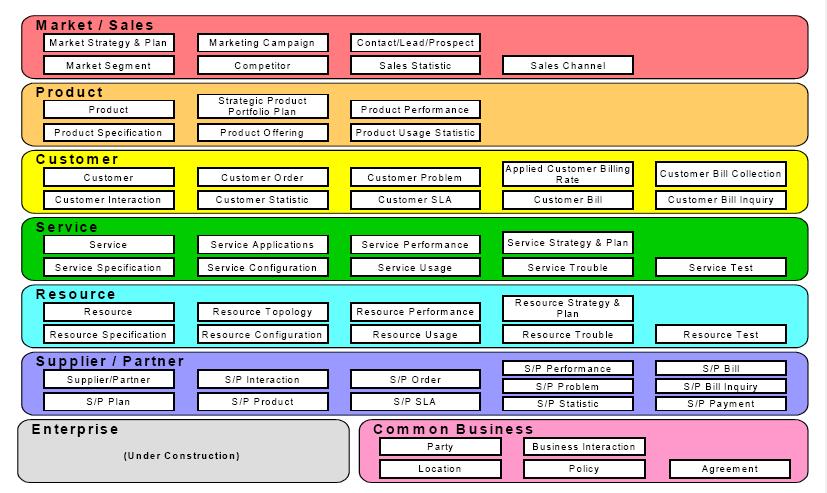 Market / Sales
Market Strategy & Plan
Marketing Campaign
Contact/Lead/Prospect
Market Segment
Competitor
Sales Statistic
Sales Channel
Product
Product
Strategic Product
Portfolio Plan
Product Performance
Product Specification
Product Offering
Product Usage Statistic
Customer
Customer
Customer Order
Customer Problem
Applied Customer Billing
Rate
Customer Bill Collection
Customer Interaction
Customer Statistic
Customer SLA
Customer Bill
Customer Bill Inquiry
Service
Service
Service Applications
Service Performance
Service Strategy & Plan
Service Specification
Service Configuration
Service Usage
Service Trouble
Service Test
Resource
Resource
Resource Topology
Resource Performance
Resource Strategy &
Plan
Resource Specification
Resource Configuration
Resource Usage
Resource Trouble
Resource Test
Supplier / Partner
Supplier/Partner
S/P Interaction
S/P Order
S/P Performance
S/P Bill
S/P Problem
S/P Bill Inquiry
S/P Plan
S/P Product
S/P SLA
S/P Statistic
S/P Payment
Enterprise
(Under Construction)
Common Business
Party
Business Interaction
Location
Policy
Agreement